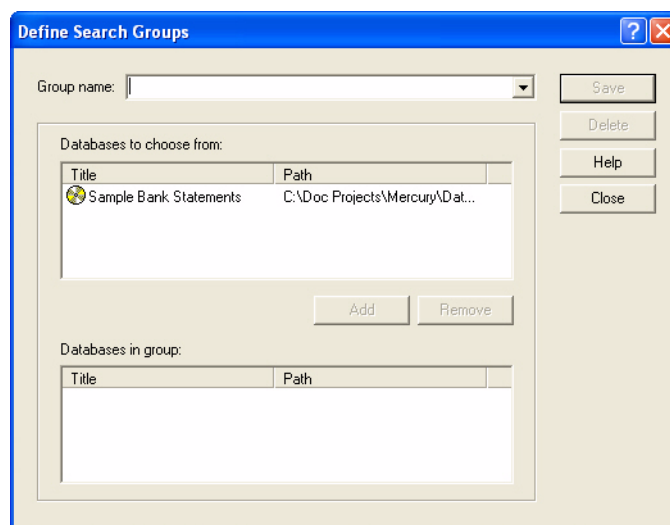 Define Search Groups
Group name:
Save
Delete
Help
Close
Databases to choose from:
Title Path
Sample Bank Statements C:\Doc Projects\Mercury\Dat...
Add Remove
Databases in group:
Title Path